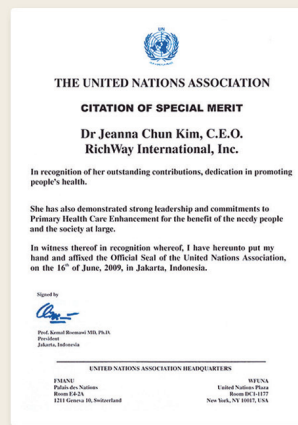 THE UNITED NATIONS ASSOCIATION
CITATION OF SPECIAL MERIT
Dr Jeanna Chun Kim, C.E.O.
RichWay International, Inc.
In recognition of her outstanding contributions, dedication in promoting
people's health.
She has also demonstrated strong leadership and commitments to
Primary Health Care Enhancement for the benefit of the needy people
and the society at large.
In witness thereof in recognition whereof, I have hereunto put my
hand and affixed the Official Seal of the United Nations Association,
on the 16th of June, 2009, in Jakarta, Indonesia.
Signed by
Prof. Kemal MD. Ph.D.
President
Jakarta, Indonesia
UNITED NATIONS ASSOCIATION HEADQUARTERS
FMANU
Palais des Nations
Room E4-2A
1211 Geneva 10, Switzerland
WFUNA
United Nations Plaza
Room DC1-1177
New York, NY 10017, USA